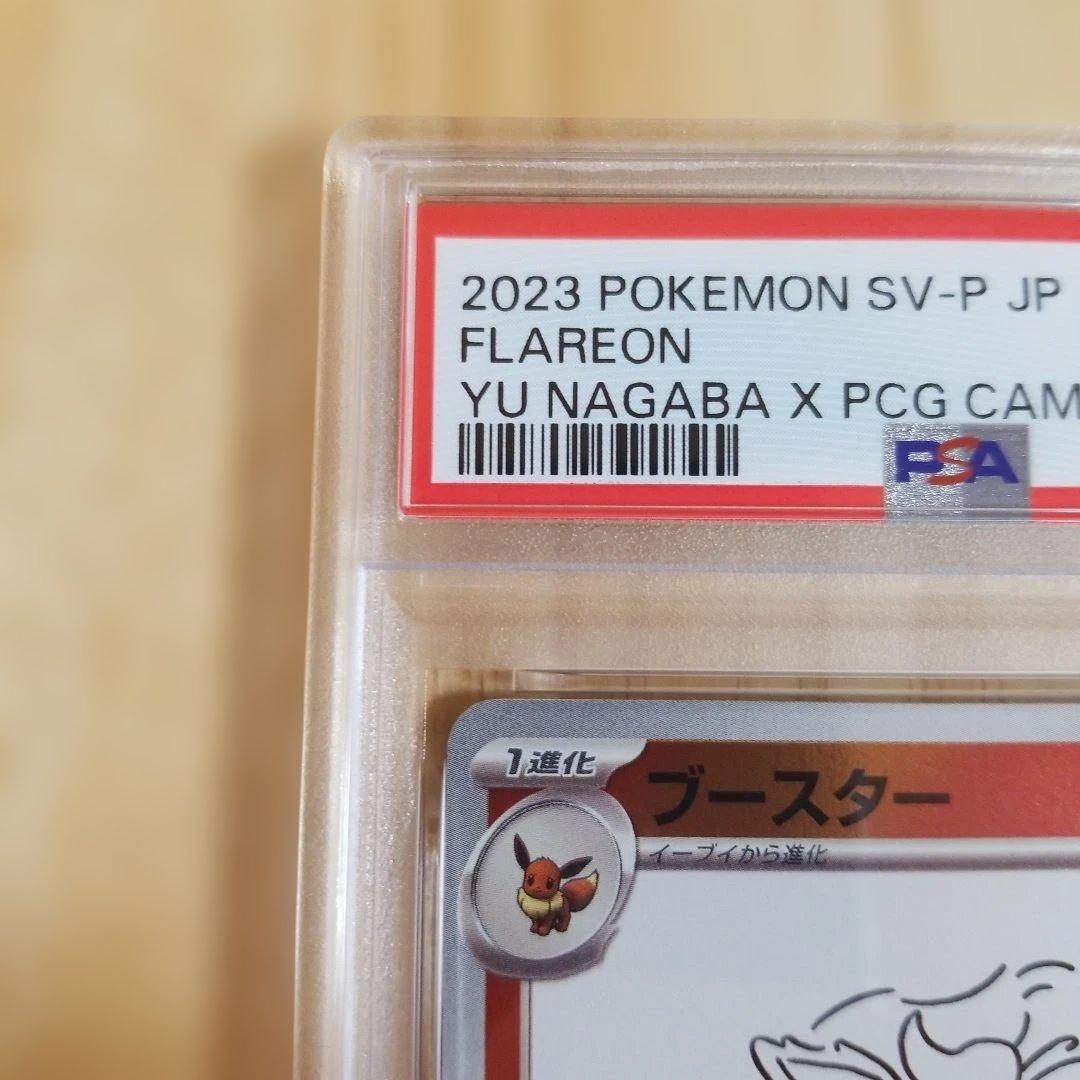 2023 POKEMON SV-P JP
FLAREON
YU NAGABA X PCG CAM
PSA
1進化
ブースター
イーブイから進化